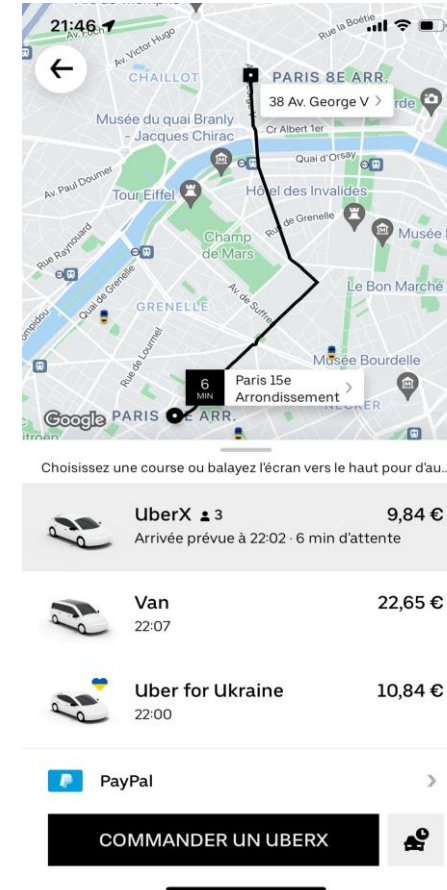 21:46
Av. Foch
Av. Victor Hugo
Rue la Boétie
CHAILLOT
PARIS 8E ARR.
38 Av. George V
Musée du quai Branly
- Jacques Chirac
Cr Albert 1er
Quai d'Orsay
Av. Paul Doumer
Tour Eiffel
Hôtel des Invalides
Rue de Grenelle
Musée
Champ
de Mars
Rue Raynouard
Quai de Grenelle
Le Bon Marché
Av. de Suffren
GRENELLE
Rue de Lourmel
Musée Bourdelle
6
MIN
Paris 15e
Arrondissement
NECKER
Google
PARIS 15E ARR.
Choisissez une course ou balayez l'écran vers le haut pour d'au...
UberX 3
9,84 €
Arrivée prévue à 22:02 · 6 min d'attente
Van
22,65 €
22:07
Uber for Ukraine
10,84 €
22:00
PayPal
COMMANDER UN UBERX